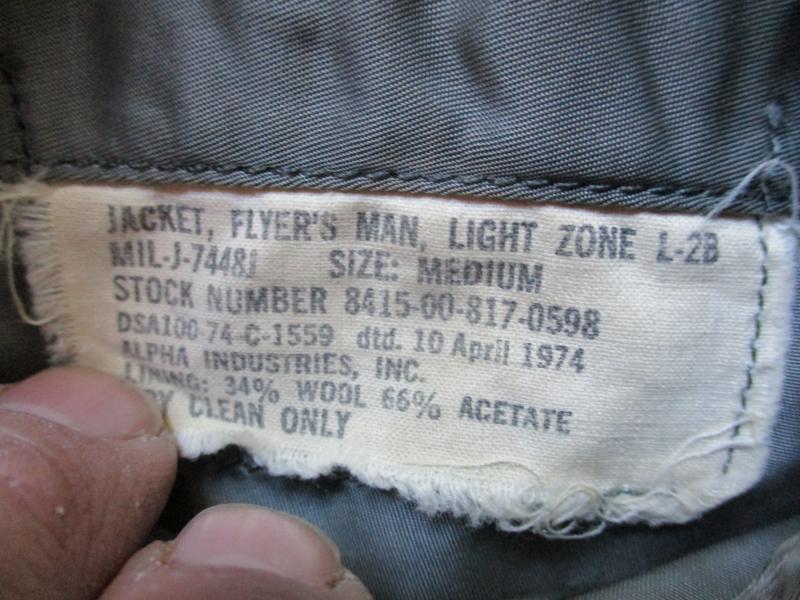 JACKET, FLYER'S MAN, LIGHT ZONE L-2B
MIL-J-7448J SIZE: MEDIUM
STOCK NUMBER 8415-00-817-0598
DSA100-74-C-1559 dtd. 10 April 1974
ALPHA INDUSTRIES, INC.
LINING: 34% WOOL 66% ACETATE
CLEAN ONLY